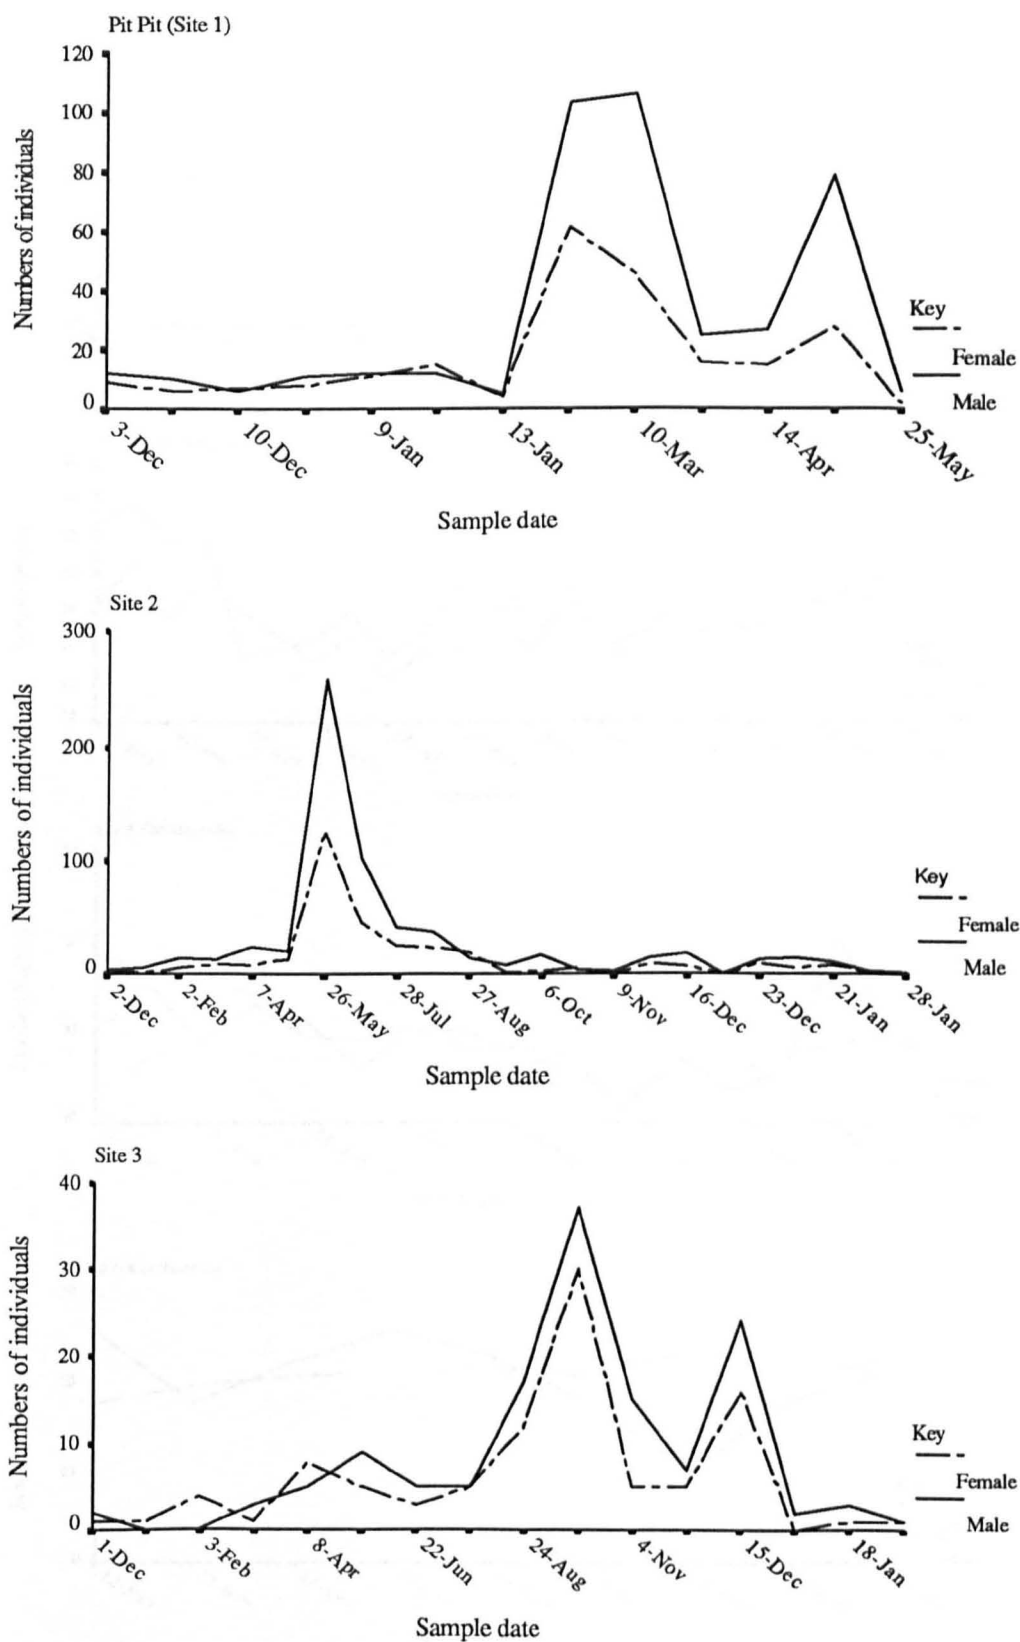 Pit Pit (Site 1)
120
100
80
60
40
20
0
Numbers of individuals
Key
Female
Male
3-Dec
10-Dec
9-Jan
13-Jan
10-Mar
14-Apr
25-May
Sample date
Site 2
300
200
100
0
Numbers of individuals
Key
Female
Male
2-Dec
2-Feb
7-Apr
26-May
28-Jul
27-Aug
6-Oct
9-Nov
16-Dec
23-Dec
21-Jan
28-Jan
Sample date
Site 3
40
30
20
10
0
Numbers of individuals
Key
Female
Male
1-Dec
3-Feb
8-Apr
22-Jun
24-Aug
4-Nov
15-Dec
18-Jan
Sample date